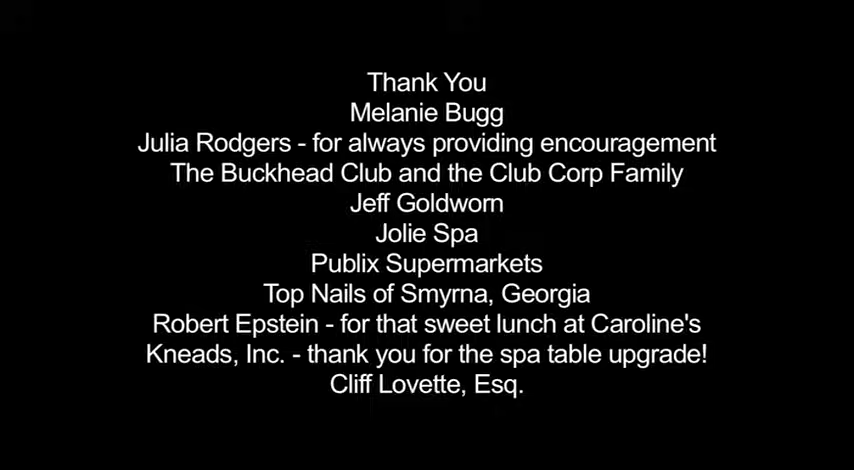 Thank You
Melanie Bugg
Julia Rodgers - for always providing encouragement
The Buckhead Club and the Club Corp Family
Jeff Goldworn
Jolie Spa
Publix Supermarkets
Top Nails of Smyrna, Georgia
Robert Epstein - for that sweet lunch at Caroline's
Kneads, Inc. - thank you for the spa table upgrade!
Cliff Lovette, Esq.